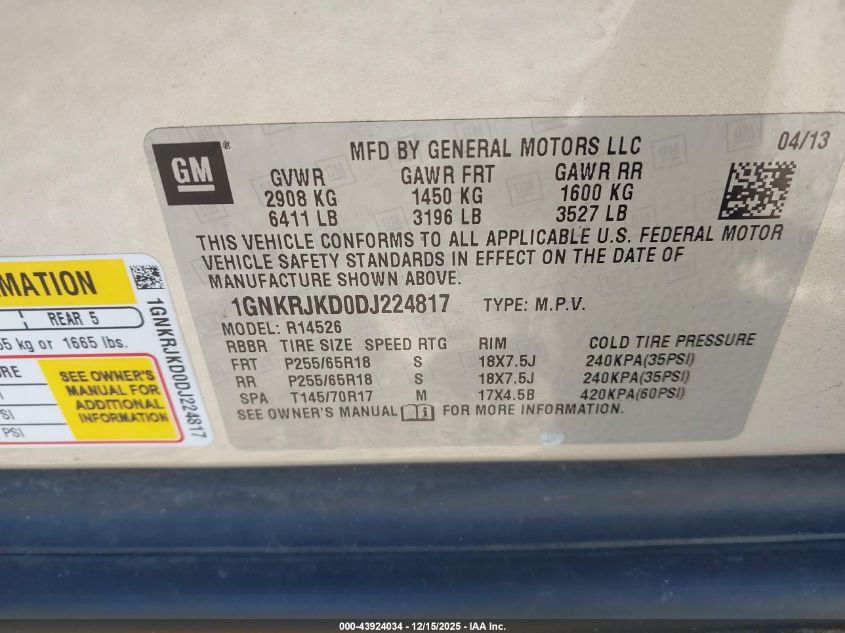 GM
MFD BY GENERAL MOTORS LLC
04/13
GVWR GAWR FRT GAWR RR
2908 KG 1450 KG 1600 KG
6411 LB 3196 LB 3527 LB
THIS VEHICLE CONFORMS TO ALL APPLICABLE U.S. FEDERAL MOTOR
VEHICLE SAFETY STANDARDS IN EFFECT ON THE DATE OF
MANUFACTURE SHOWN ABOVE.
1GNKRJKD0DJ224817 TYPE: M.P.V.
MODEL: R14526
RBBR TIRE SIZE SPEED RTG RIM COLD TIRE PRESSURE
FRT P255/65R18 S 18X7.5J 240KPA(35PSI)
RR P255/65R18 S 18X7.5J 240KPA(35PSI)
SPA T145/70R17 M 17X4.5B 420KPA(60PSI)
SEE OWNER'S MANUAL FOR MORE INFORMATION.
MATION
REAR 5
kg or 1665 lbs.
SEE OWNER'S
MANUAL FOR
ADDITIONAL
INFORMATION
PSI
1GNKRJKD0DJ224817
000-43924034 - 12/15/2025 - IAA Inc.